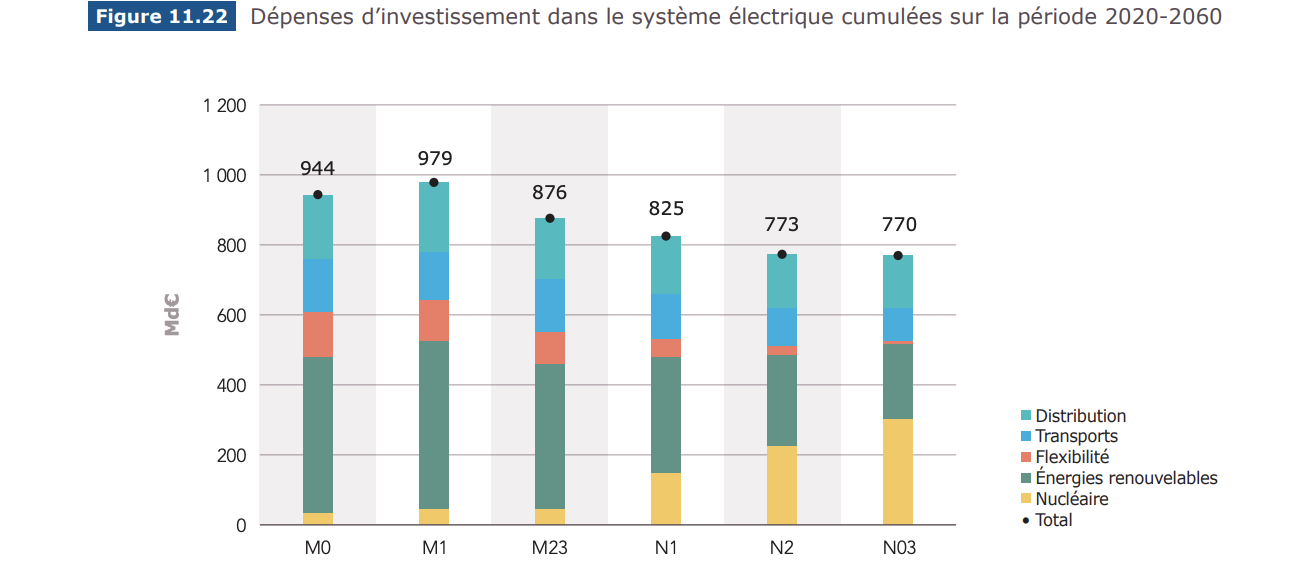 Figure 11.22 Dépenses d’investissement dans le système électrique cumulées sur la période 2020-2060
1 200
1 000
800
600
400
200
0
Md€
944
979
876
825
773
770
M0
M1
M23
N1
N2
N03
Distribution
Transports
Flexibilité
Énergies renouvelables
Nucléaire
Total